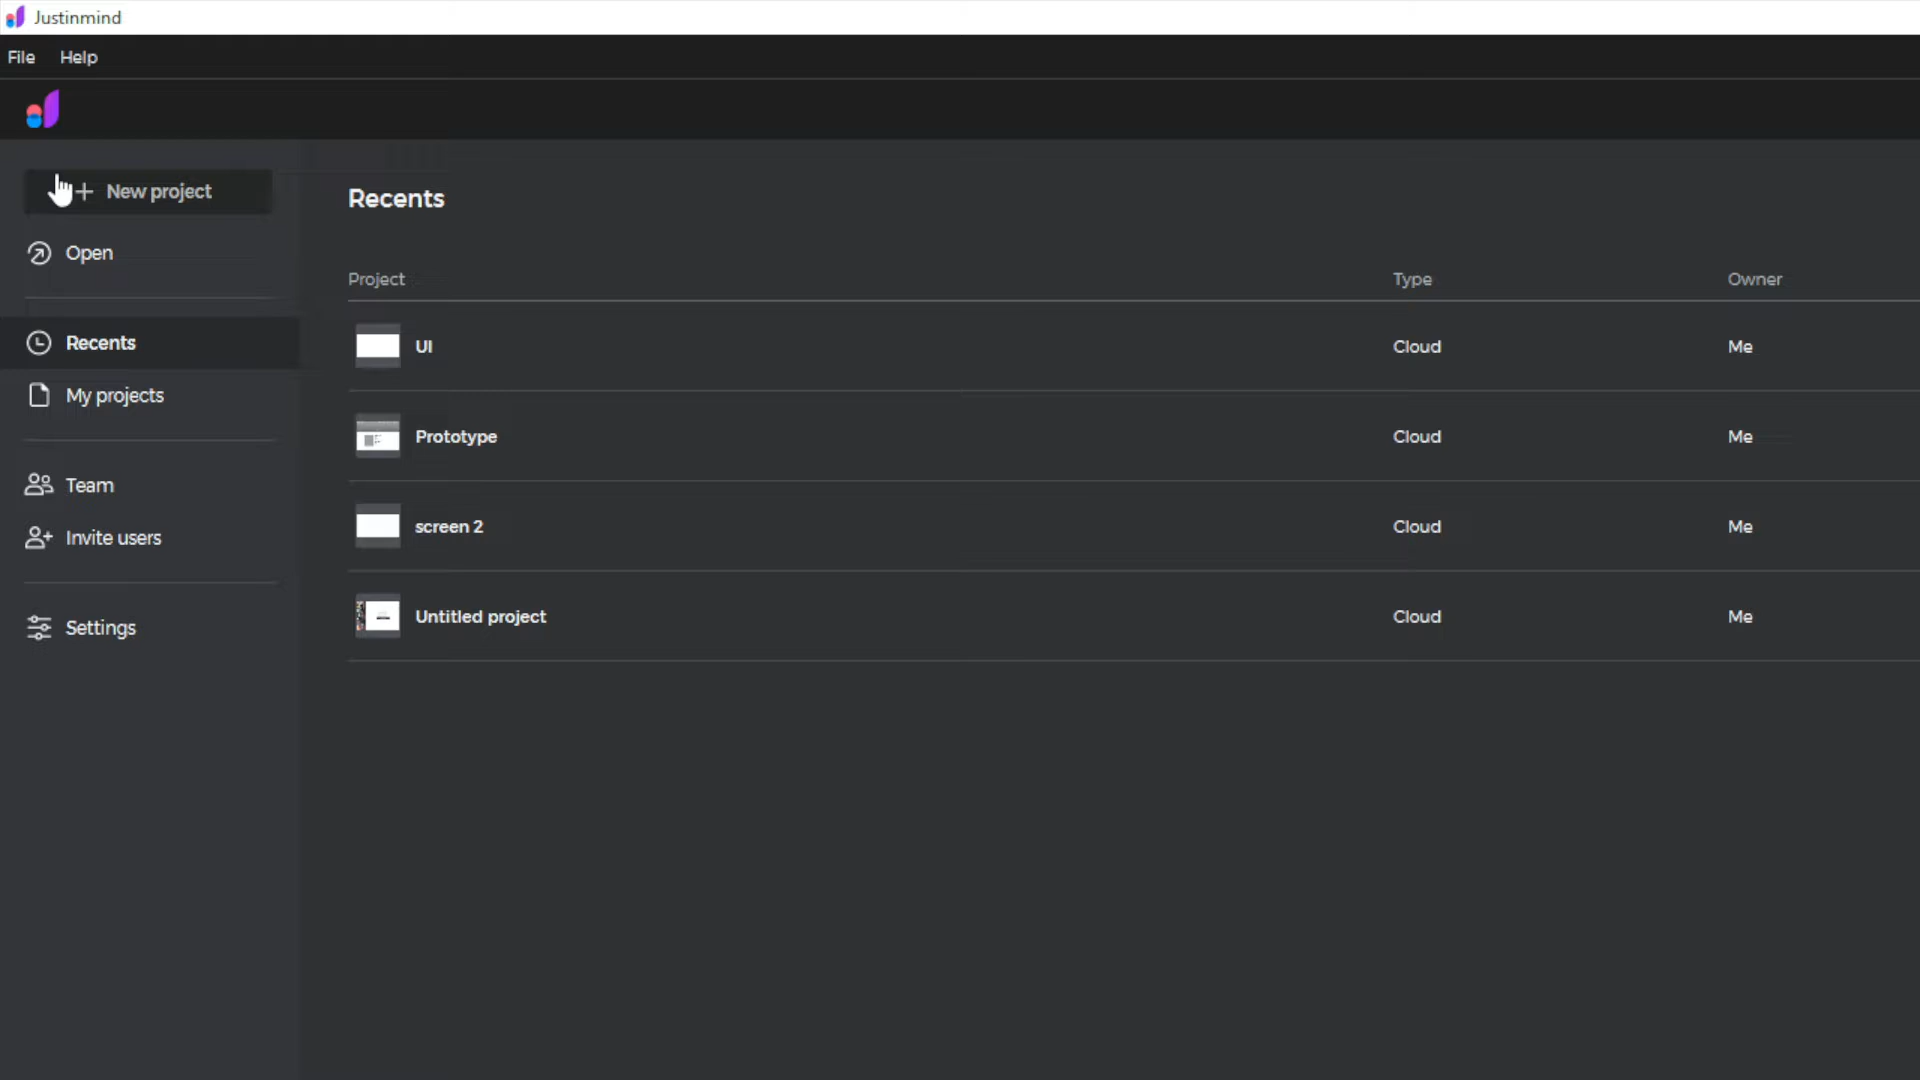 Justinmind
File Help
New project
Open
Recents
My projects
Team
Invite users
Settings
Recents
Project Type Owner
UI Cloud Me
Prototype Cloud Me
screen 2 Cloud Me
Untitled project Cloud Me